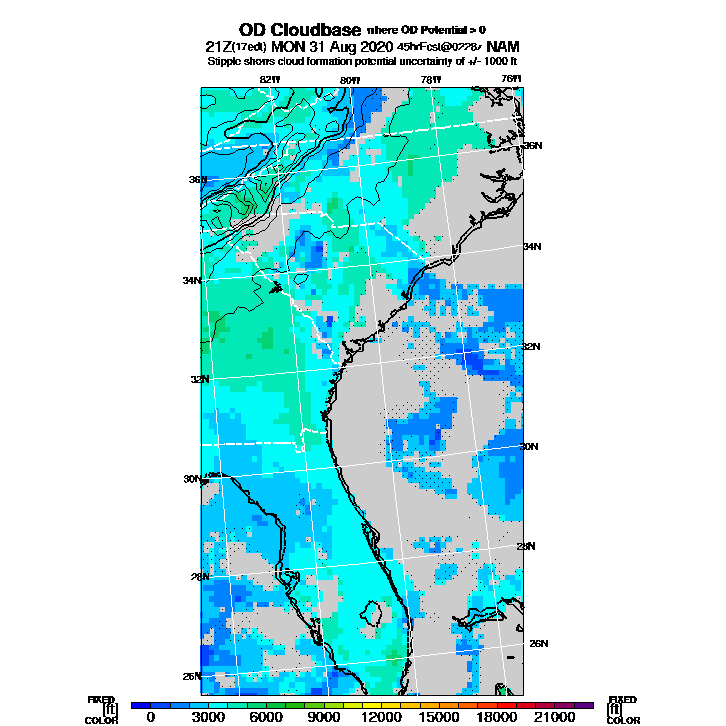 OD Cloudbase where OD Potential > 0
21Z(17edt) MON 31 Aug 2020 45hrFcst@0228z NAM
Stipple shows cloud formation potential uncertainty of +/- 1000 ft
82W 80W 78W 76W
36N
36N
34N
34N
32N
32N
30N
30N
28N
28N
26N
26N
FIXED FIXED
[ft] [ft]
COLOR COLOR
0 3000 6000 9000 12000 15000 18000 21000